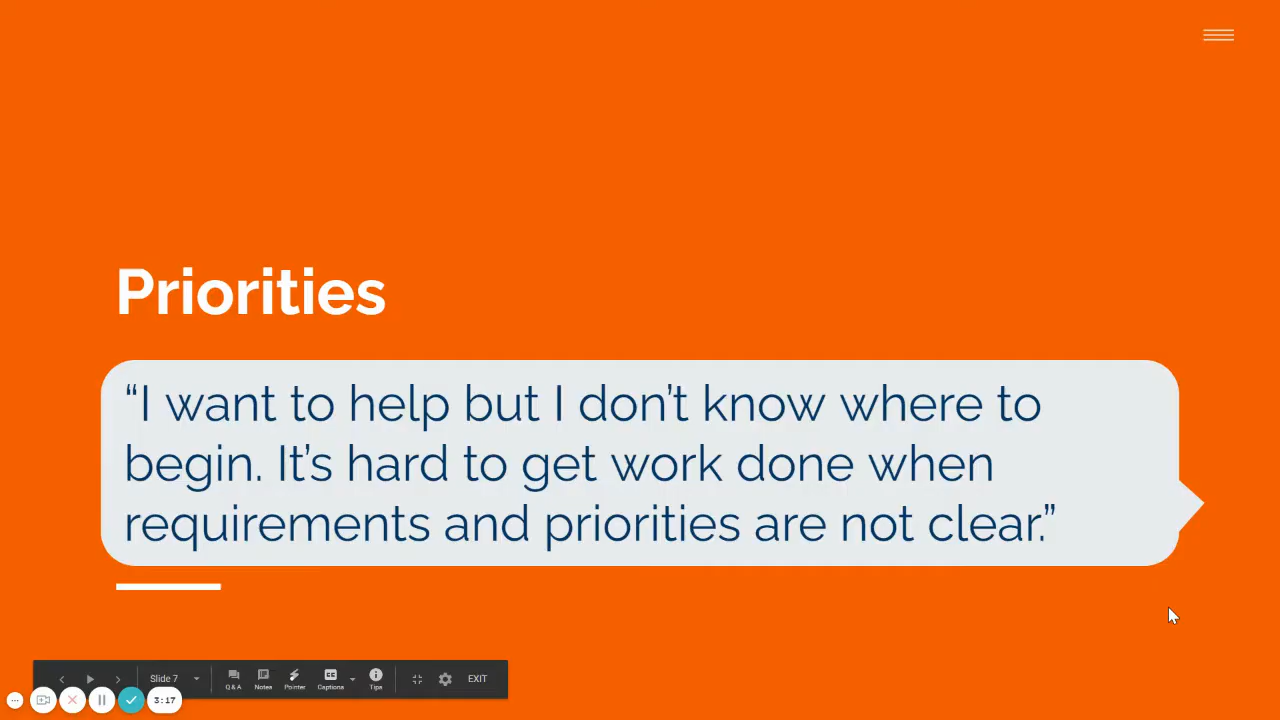 Priorities
“I want to help but I don’t know where to
begin. It’s hard to get work done when
requirements and priorities are not clear.”
Slide 7
Q&A
Notes
Pointer
CC
Captions
Tips
EXIT
3:17